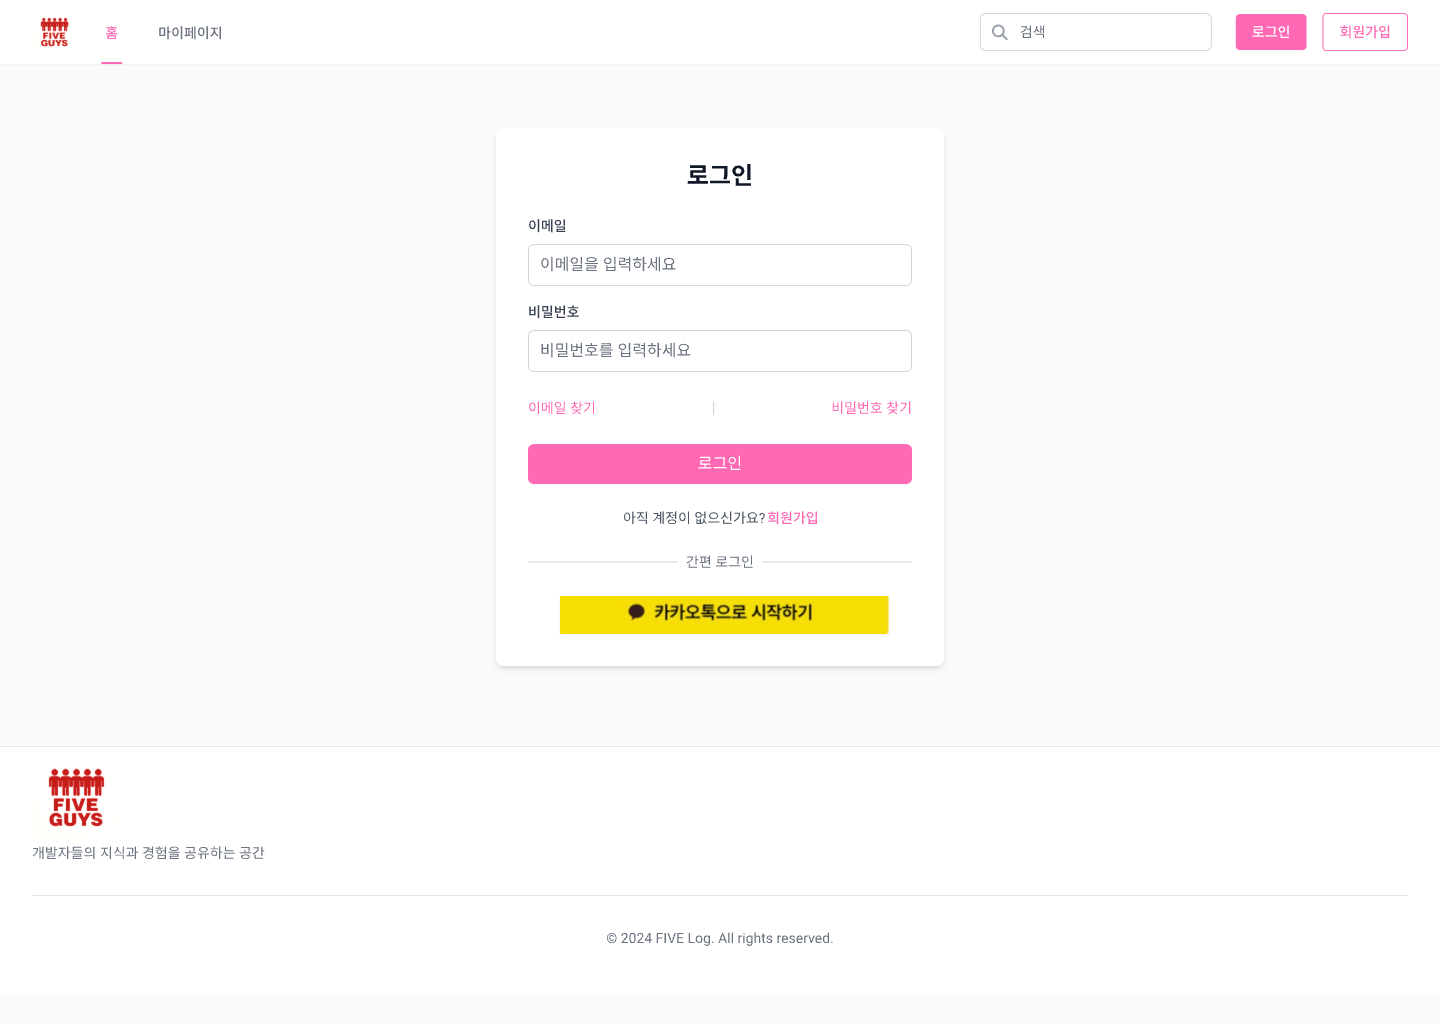 FIVE
GUYS
홈
마이페이지
검색
로그인
회원가입
로그인
이메일
이메일을 입력하세요
비밀번호
비밀번호를 입력하세요
이메일 찾기
비밀번호 찾기
로그인
아직 계정이 없으신가요? 회원가입
간편 로그인
카카오톡으로 시작하기
FIVE
GUYS
개발자들의 지식과 경험을 공유하는 공간
© 2024 FIVE Log. All rights reserved.